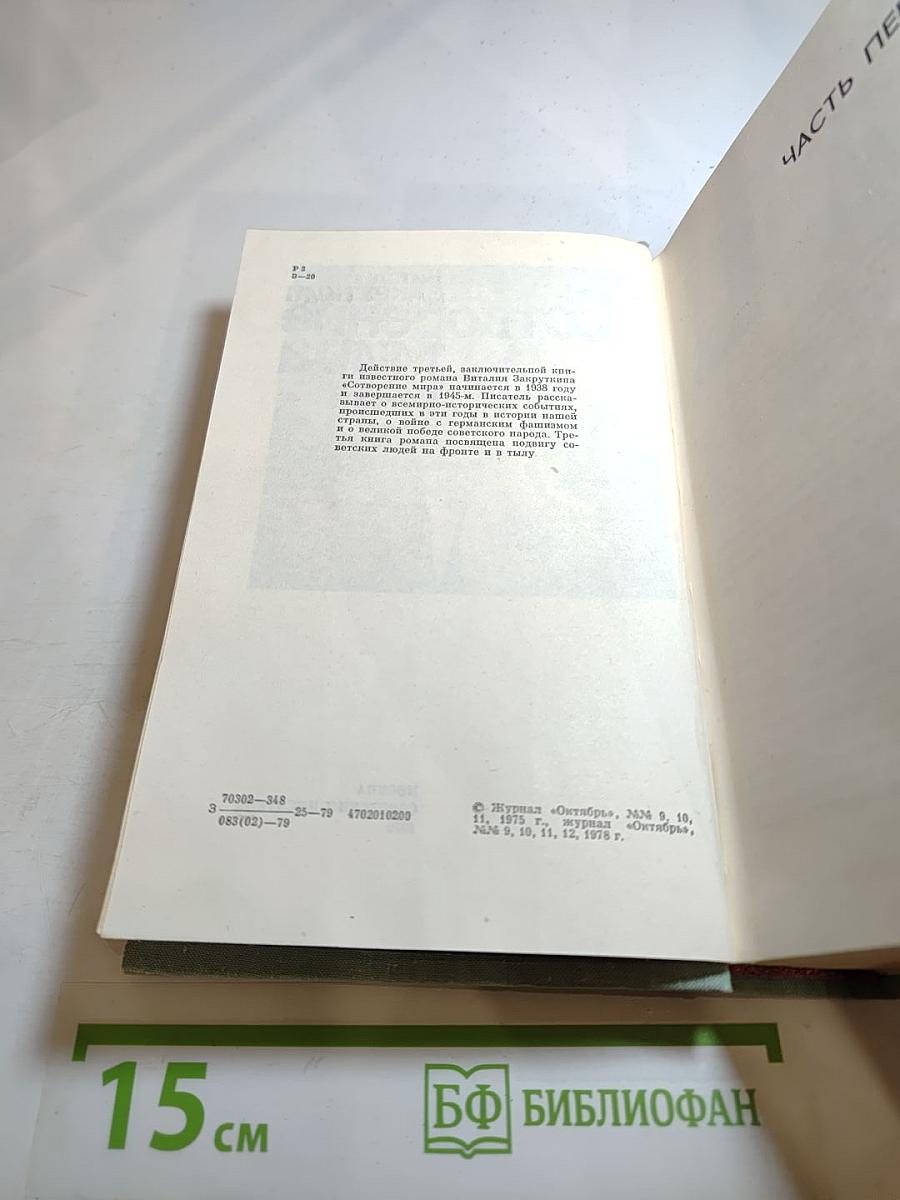 Р 2
З—20
Действие третьей, заключительной кни-
ги известного романа Виталия Закруткина
«Сотворение мира» начинается в 1938 году
и завершается в 1945-м. Писатель расска-
зывает о всемирно-исторических событиях,
происшедших в эти годы в истории нашей
страны, о войне с германским фашизмом
и о великой победе советского народа. Тре-
тья книга романа посвящена подвигу со-
ветских людей на фронте и в тылу.
70302—348
З 25—79 4702010200
083(02)—79
© Журнал «Октябрь», №№ 9, 10,
11, 1975 г., журнал «Октябрь»,
№№ 9, 10, 11, 12, 1978 г.
ЧАСТЬ
15 см
БФ БИБЛИОФАН